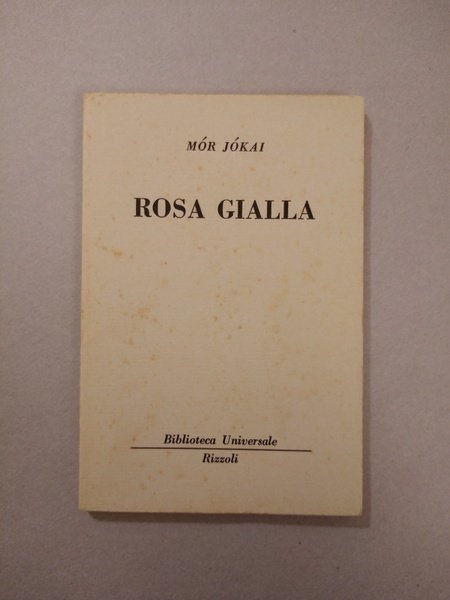 MÓR JÓKAI
ROSA GIALLA
Biblioteca Universale
Rizzoli